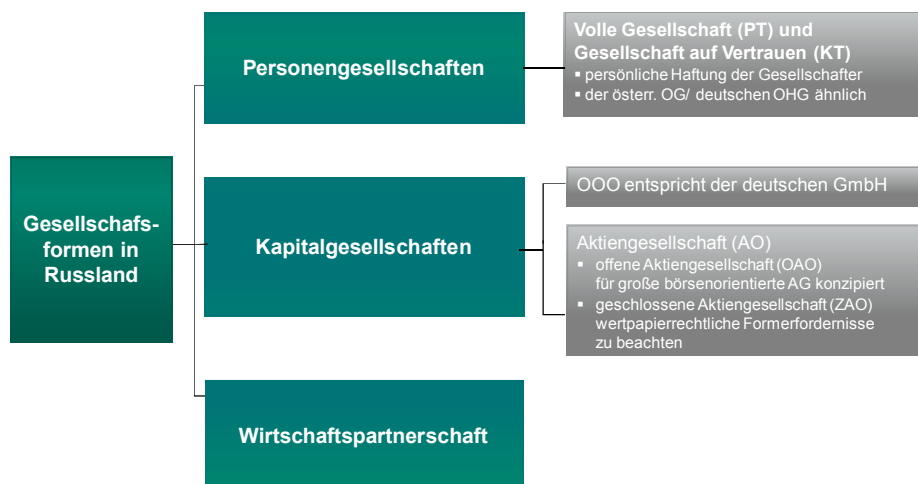 Gesellschafs-
formen in
Russland
Personengesellschaften
Volle Gesellschaft (PT) und
Gesellschaft auf Vertrauen (KT)
▪ persönliche Haftung der Gesellschafter
▪ der österr. OG/ deutschen OHG ähnlich
Kapitalgesellschaften
OOO entspricht der deutschen GmbH
Aktiengesellschaft (AO)
▪ offene Aktiengesellschaft (OAO)
für große börsenorientierte AG konzipiert
▪ geschlossene Aktiengesellschaft (ZAO)
wertpapierrechtliche Formerfordernisse
zu beachten
Wirtschaftspartnerschaft